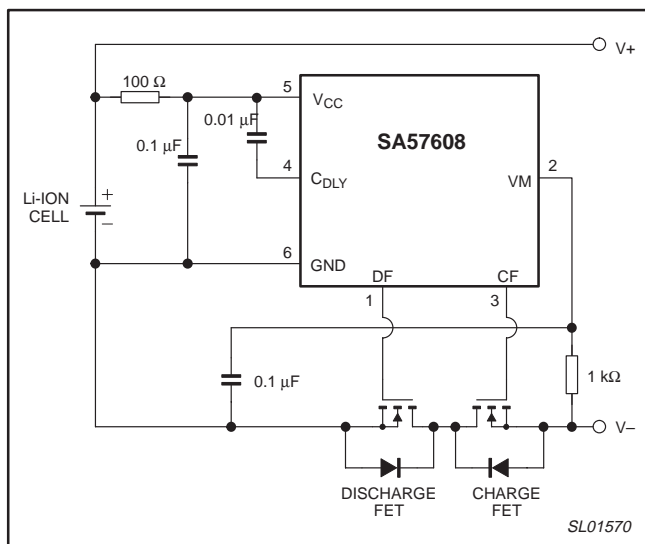 V+
100 Ω
5
VCC
0.01 μF
SA57608
0.1 μF
4
CDLY
VM
2
Li-ION
CELL
+
–
6
GND
DF
CF
1
3
0.1 μF
1 kΩ
V–
DISCHARGE
FET
CHARGE
FET
SL01570